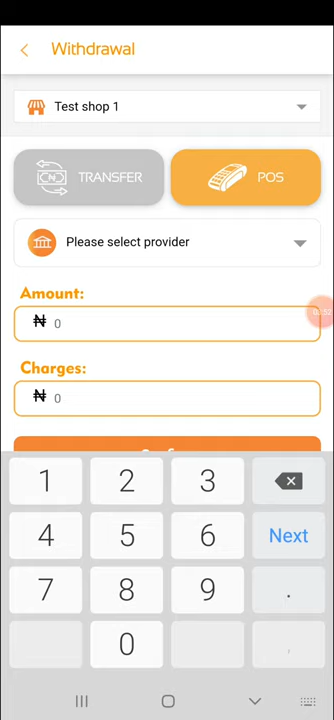 Withdrawal
Test shop 1
TRANSFER
POS
Please select provider
Amount:
₦ 0
Charges:
₦ 0
1 2 3
4 5 6 Next
7 8 9 .
0 ,